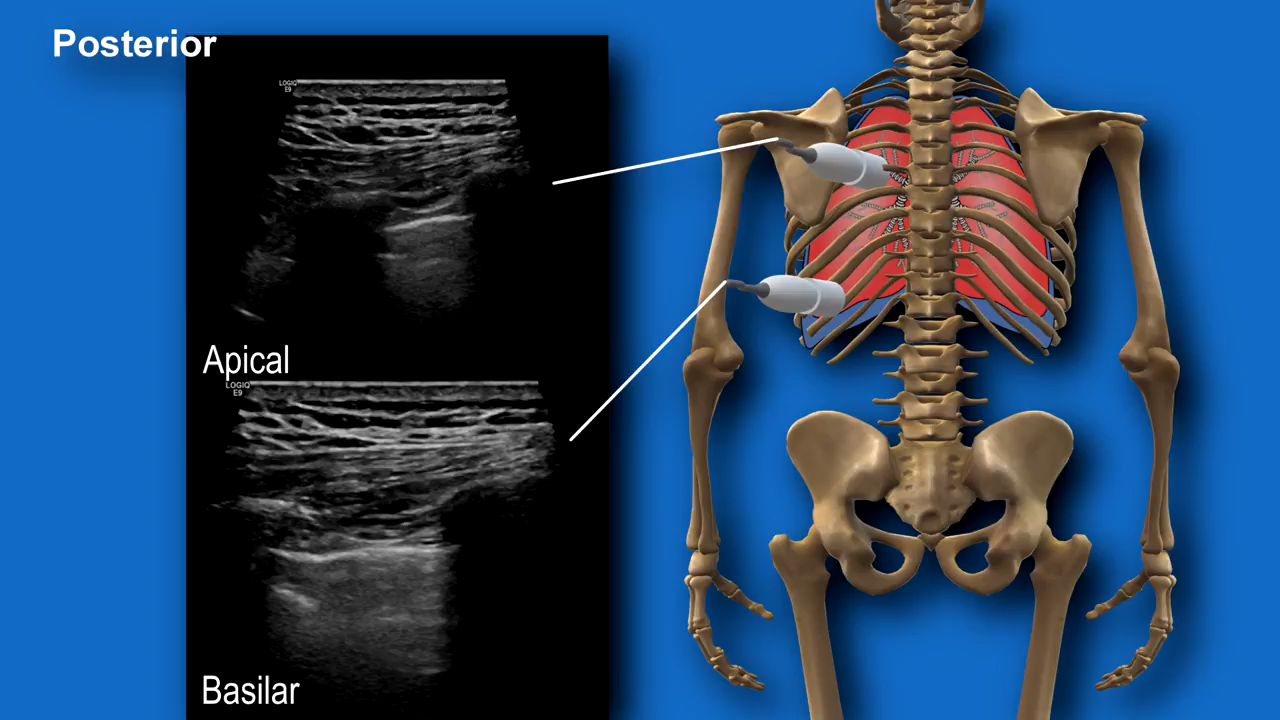 Posterior
LOGIQ
E9
Apical
LOGIQ
E9
Basilar